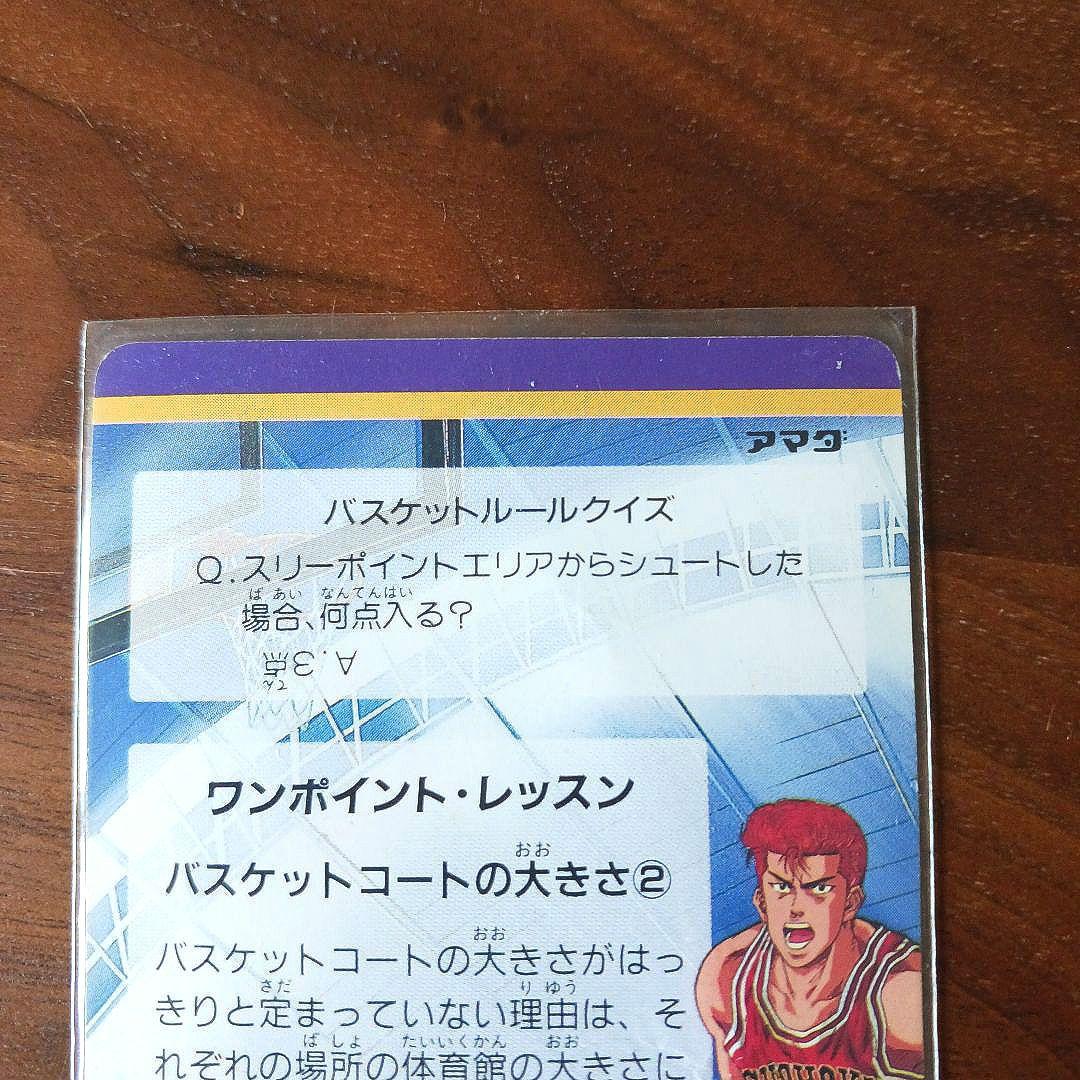 アマダ
バスケットルールクイズ
Q.スリーポイントエリアからシュートした
ばあい なんてんはい
場合、何点入る?
A.3点
てん
ワンポイント・レッスン
おお
バスケットコートの大きさ②
おお
バスケットコートの大きさがはっ
さだ りゆう
きりと定まっていない理由は、そ
ばしょ たいいくかん おお
れぞれの場所の体育館の大きさに